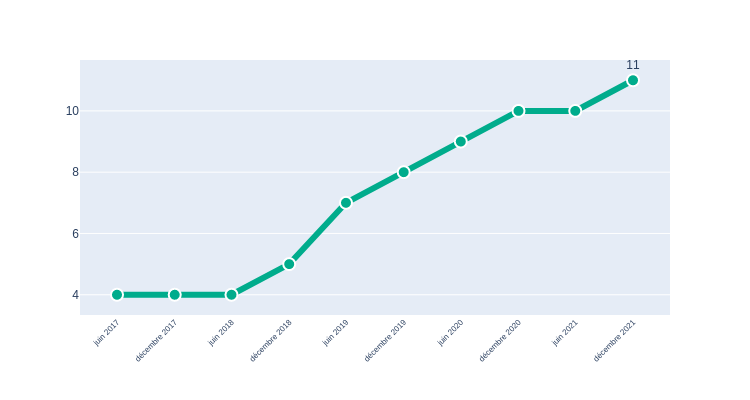 11
10
8
6
4
juin 2017
décembre 2017
juin 2018
décembre 2018
juin 2019
décembre 2019
juin 2020
décembre 2020
juin 2021
décembre 2021